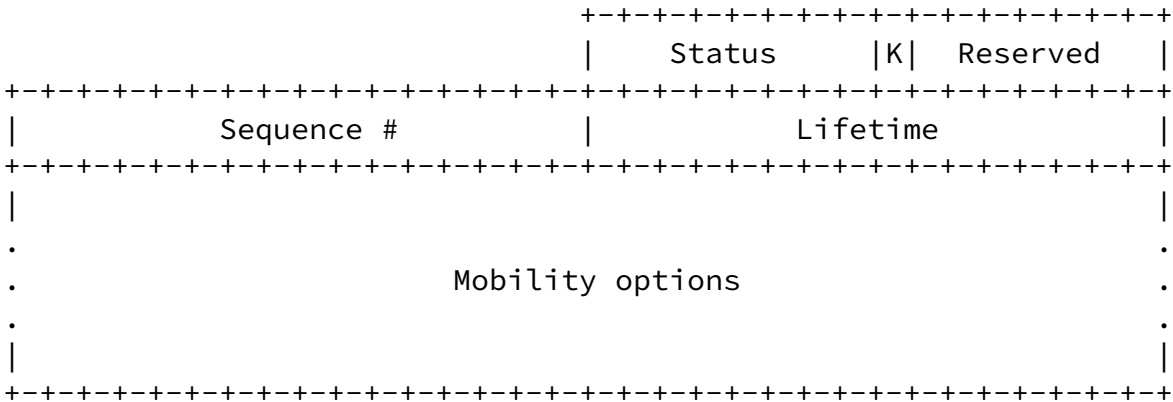 +-+-+-+-+-+-+-+-+-+-+-+-+-+-+-+-+
                                |    Status     |K|  Reserved   |
+-+-+-+-+-+-+-+-+-+-+-+-+-+-+-+-+-+-+-+-+-+-+-+-+-+-+-+-+-+-+-+-+
|           Sequence #          |           Lifetime            |
+-+-+-+-+-+-+-+-+-+-+-+-+-+-+-+-+-+-+-+-+-+-+-+-+-+-+-+-+-+-+-+-+
|                                                               |
.                                                               .
.                        Mobility options                       .
.                                                               .
|                                                               |
+-+-+-+-+-+-+-+-+-+-+-+-+-+-+-+-+-+-+-+-+-+-+-+-+-+-+-+-+-+-+-+-+